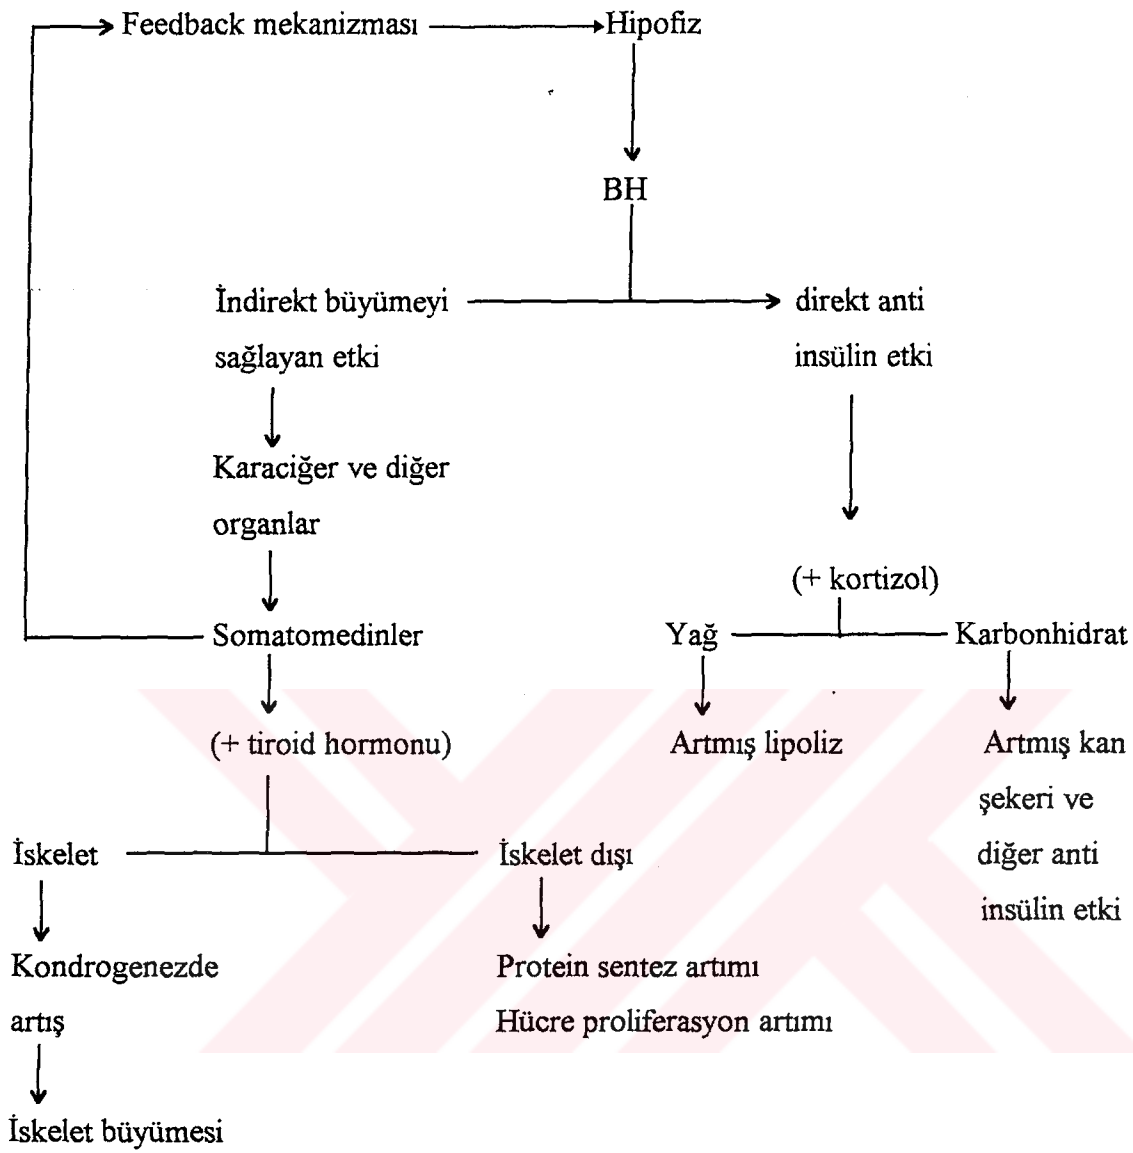 Feedback mekanizması
Hipofiz
BH
İndirekt büyümeyi
sağlayan etki
direkt anti
insülin etki
Karaciğer ve diğer
organlar
(+ kortizol)
Somatomedinler
Yağ
Karbonhidrat
(+ tiroid hormonu)
Artmış lipoliz
Artmış kan
şekeri ve
diğer anti
insülin etki
İskelet
İskelet dışı
Kondrogenezde
artış
Protein sentez artımı
Hücre proliferasyon artımı
İskelet büyümesi